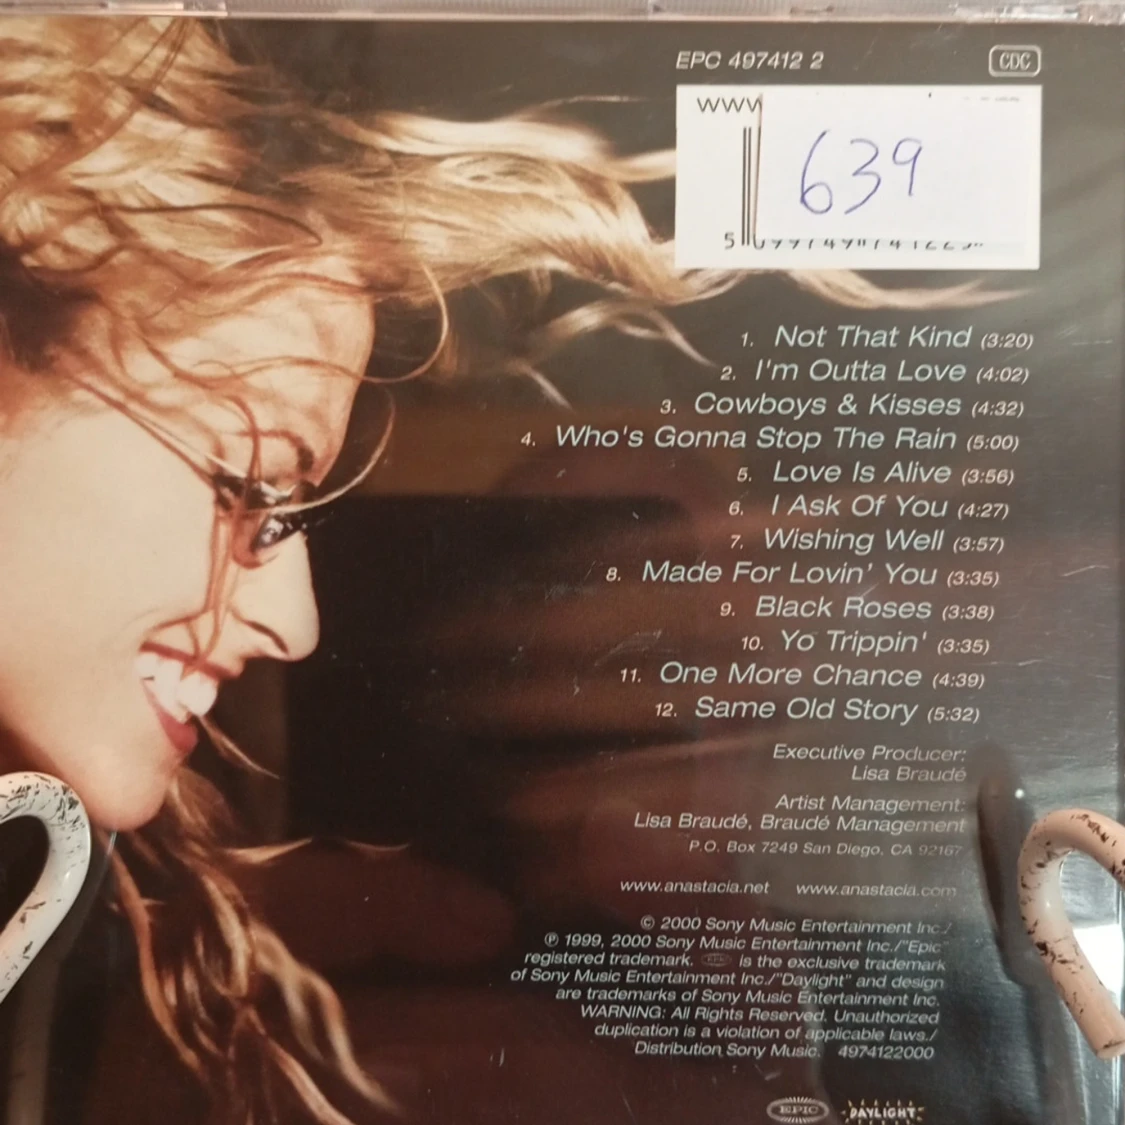 EPC 497412 2
CDC
WWW
639
5
1. Not That Kind (3:20)
2. I'm Outta Love (4:02)
3. Cowboys & Kisses (4:32)
4. Who's Gonna Stop The Rain (5:00)
5. Love Is Alive (3:56)
6. I Ask Of You (4:27)
7. Wishing Well (3:57)
8. Made For Lovin' You (3:35)
9. Black Roses (3:38)
10. Yo Trippin' (3:35)
11. One More Chance (4:39)
12. Same Old Story (5:32)
Executive Producer:
Lisa Braudé
Artist Management:
Lisa Braudé, Braudé Management
P.O. Box 7249 San Diego, CA 92167
www.anastacia.net www.anastacia.com
© 2000 Sony Music Entertainment Inc./
℗ 1999, 2000 Sony Music Entertainment Inc./"Epic"
registered trademark. EPIC is the exclusive trademark
of Sony Music Entertainment Inc./"Daylight" and design
are trademarks of Sony Music Entertainment Inc.
WARNING: All Rights Reserved. Unauthorized
duplication is a violation of applicable laws./
Distribution Sony Music. 4974122000
EPIC DAYLIGHT